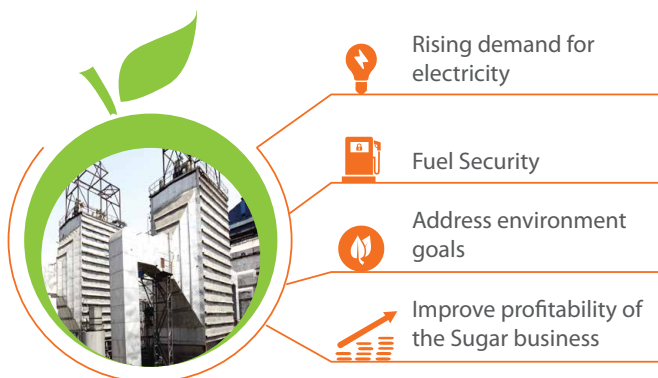 Rising demand for
electricity
Fuel Security
Address environment
goals
Improve profitability of
the Sugar business